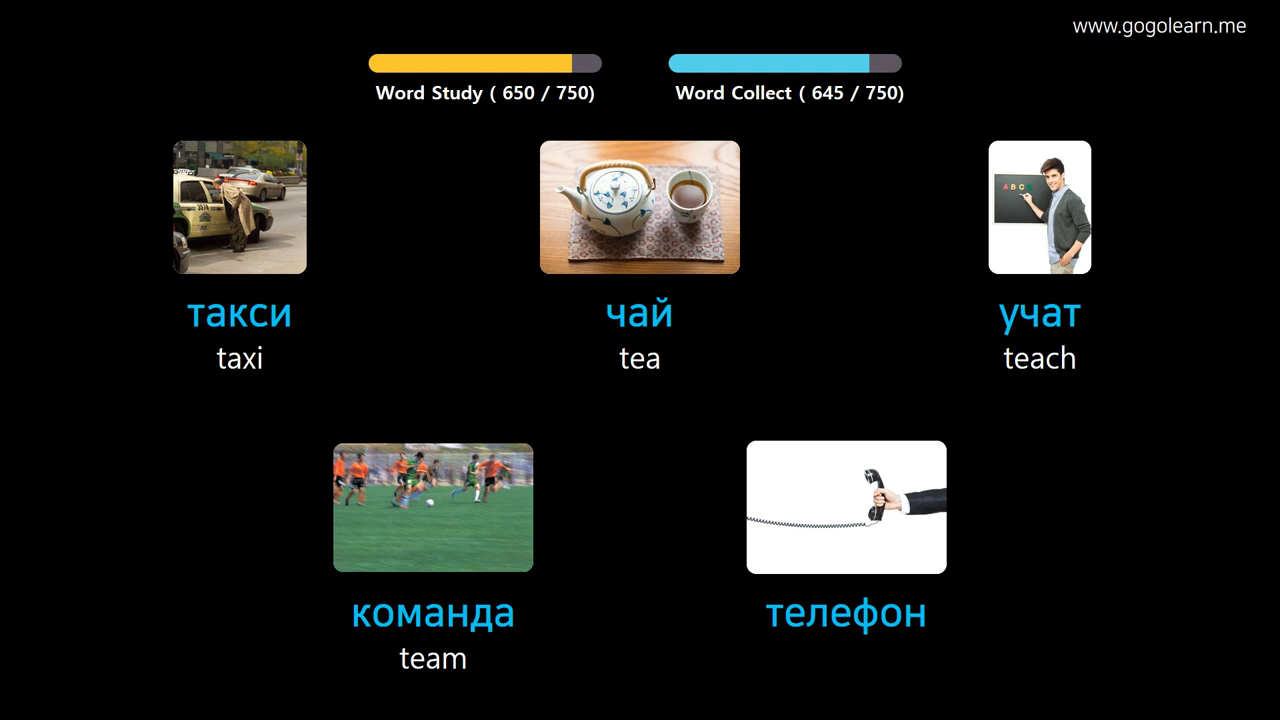 www.gogolearn.me
Word Study ( 650 / 750)
Word Collect ( 645 / 750)
такси
taxi
чай
tea
учат
teach
команда
team
телефон